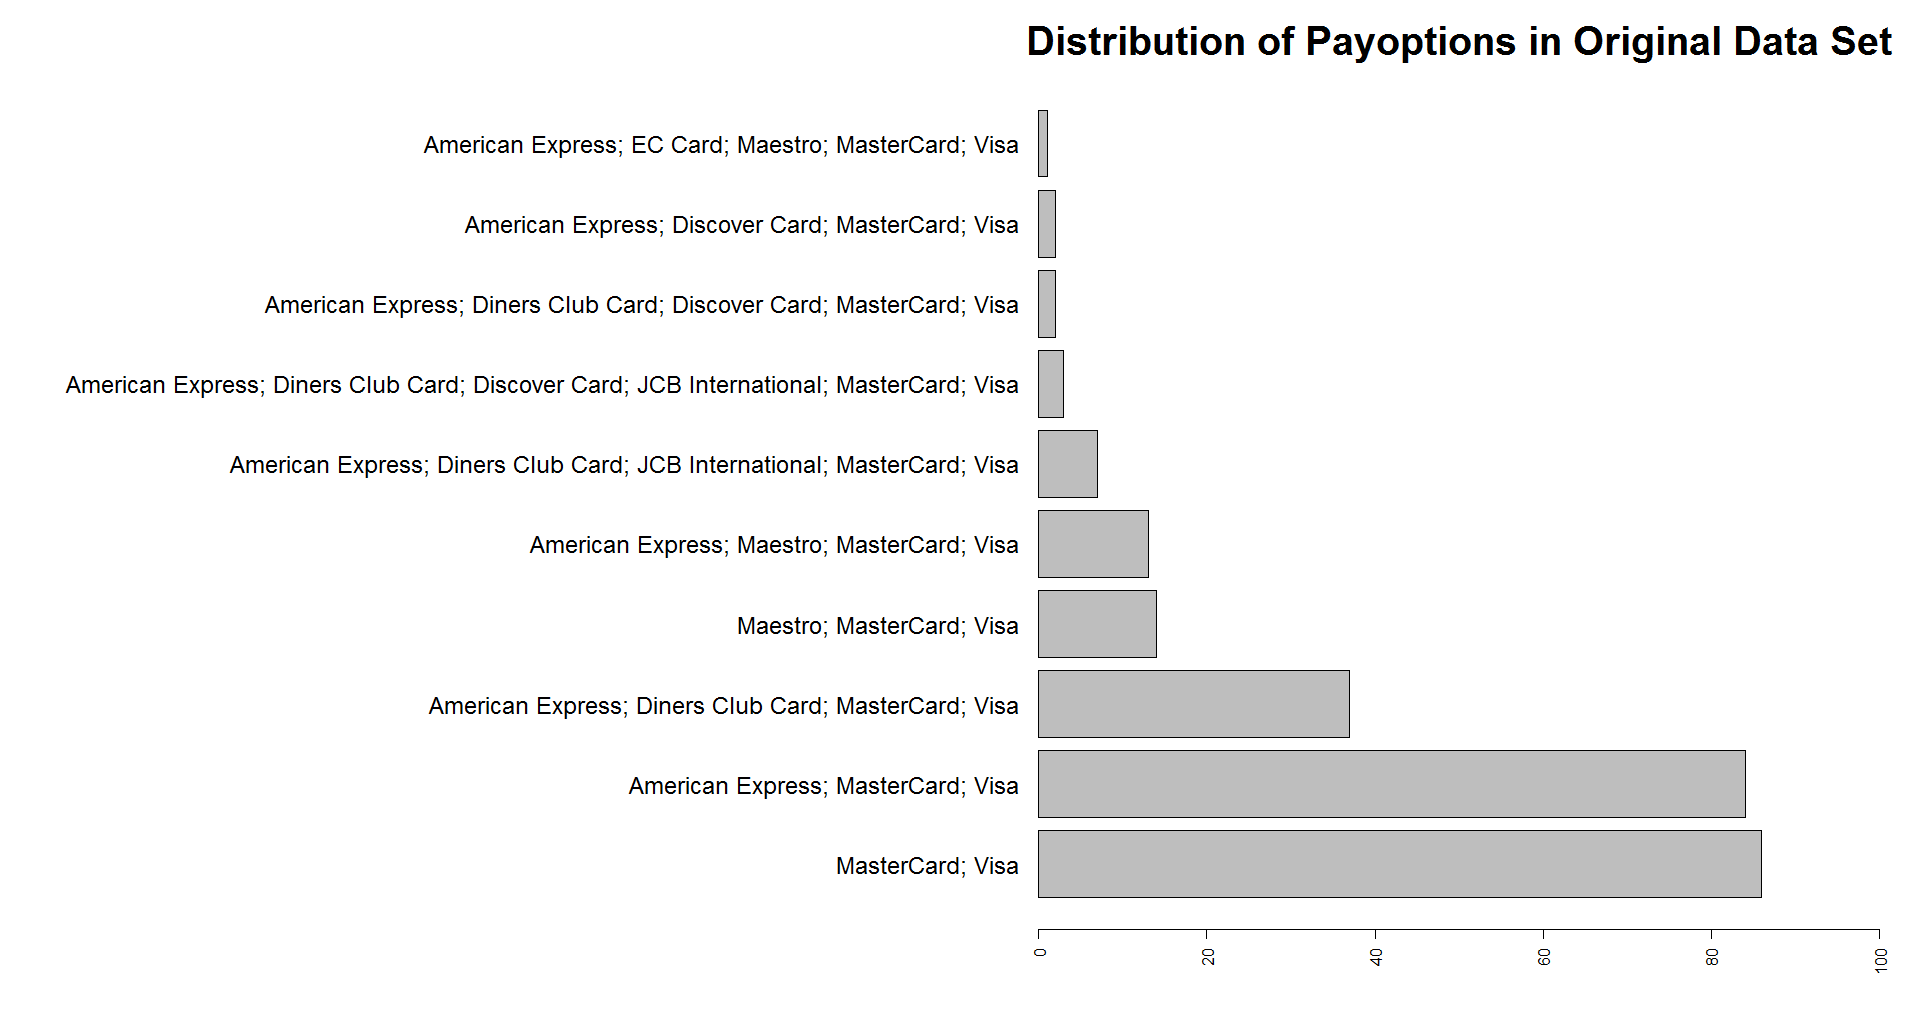 Distribution of Payoptions in Original Data Set
American Express; EC Card; Maestro; MasterCard; Visa
American Express; Discover Card; MasterCard; Visa
American Express; Diners Club Card; Discover Card; MasterCard; Visa
American Express; Diners Club Card; Discover Card; JCB International; MasterCard; Visa
American Express; Diners Club Card; JCB International; MasterCard; Visa
American Express; Maestro; MasterCard; Visa
Maestro; MasterCard; Visa
American Express; Diners Club Card; MasterCard; Visa
American Express; MasterCard; Visa
MasterCard; Visa
0
20
40
60
80
100